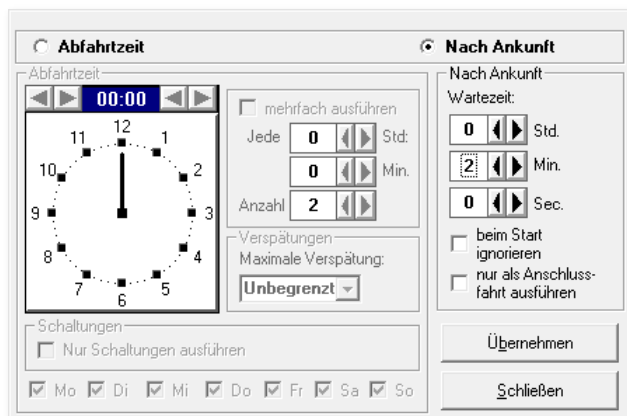 Abfahrtzeit
Nach Ankunft
Abfahrtzeit
00:00
12
11 1
10 2
9 3
8 4
7 5
6
mehrfach ausführen
Jede 0 Std:
0 Min.
Anzahl 2
Verspätungen
Maximale Verspätung:
Unbegrenzt
Schaltungen
Nur Schaltungen ausführen
Mo Di Mi Do Fr Sa So
Nach Ankunft
Wartezeit:
0 Std.
2 Min.
0 Sec.
beim Start
ignorieren
nur als Anschluss-
fahrt ausführen
Übernehmen
Schließen